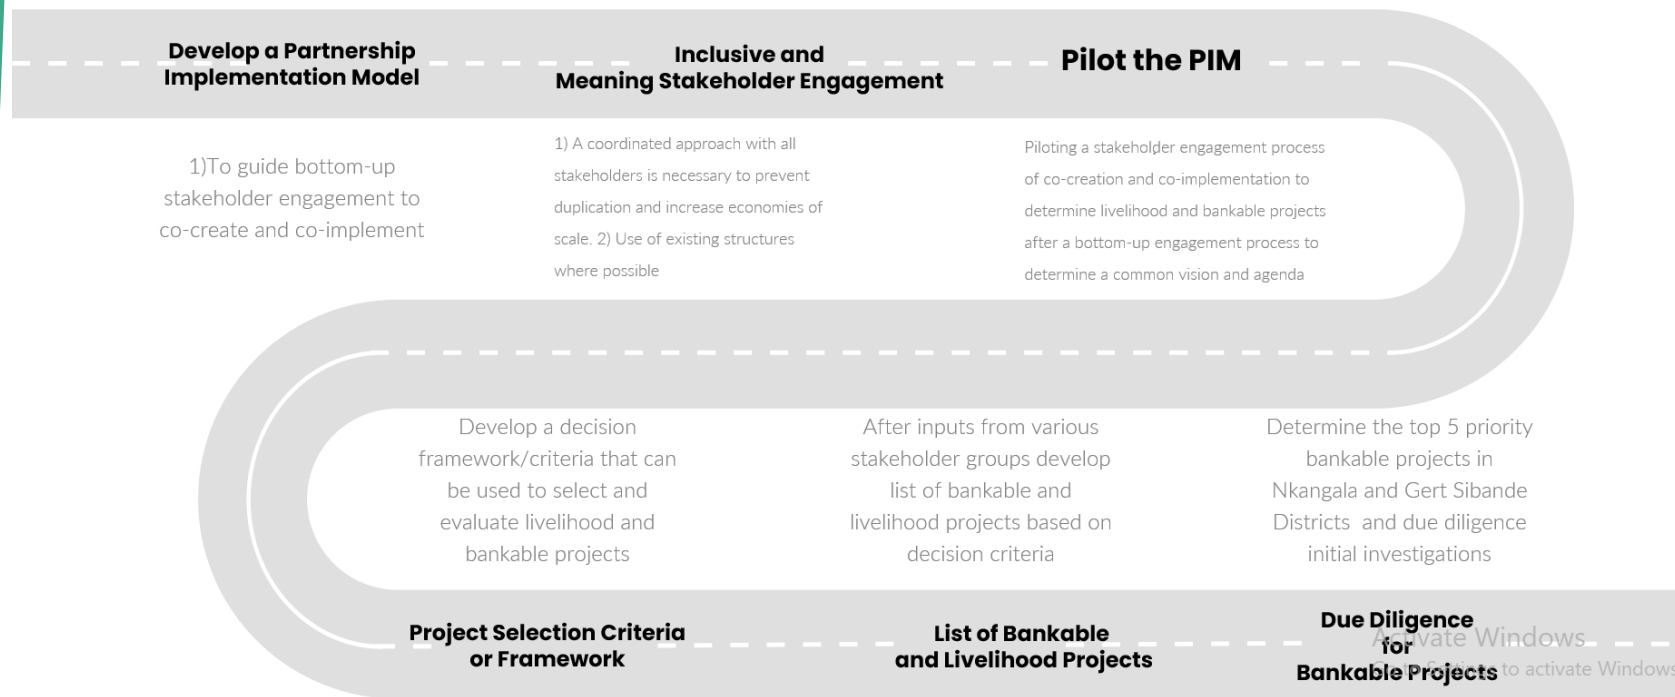 Develop a Partnership
Implementation Model
Inclusive and
Meaning Stakeholder Engagement
Pilot the PIM
1)To guide bottom-up
stakeholder engagement to
co-create and co-implement
1) A coordinated approach with all
stakeholders is necessary to prevent
duplication and increase economies of
scale. 2) Use of existing structures
where possible
Piloting a stakeholder engagement process
of co-creation and co-implementation to
determine livelihood and bankable projects
after a bottom-up engagement process to
determine a common vision and agenda
Develop a decision
framework/criteria that can
be used to select and
evaluate livelihood and
bankable projects
After inputs from various
stakeholder groups develop
list of bankable and
livelihood projects based on
decision criteria
Determine the top 5 priority
bankable projects in
Nkangala and Gert Sibande
Districts and due diligence
initial investigations
Project Selection Criteria
or Framework
List of Bankable
and Livelihood Projects
Due Diligence
for
Bankable Projects
Activate Windows
Go to Settings to activate Windows